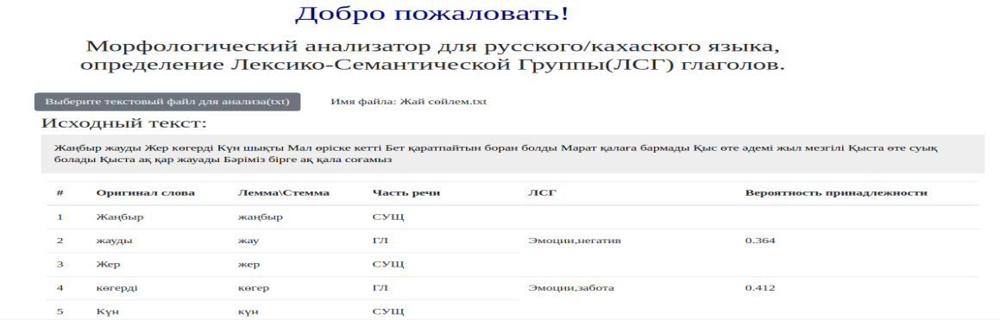 Добро пожаловать!
Морфологический анализатор для русского/кахаского языка,
определение Лексико-Семантической Группы(ЛСГ) глаголов.
Выберите текстовый файл для анализа(txt) Имя файла: Жай сөйлем.txt
Исходный текст:
Жаңбыр жауды Жер көгерді Күн шықты Мал өріске кетті Бет қаратпайтын боран болды Марат қалаға бармады Қыс өте әдемі жыл мезгілі Қыста өте суық
болады Қыста ақ қар жауады Бәріміз бірге ақ қала соғамыз
# Оригинал слова Лемма\Стемма Часть речи ЛСГ Вероятность принадлежности
1 Жаңбыр жаңбыр СУЩ
2 жауды жау ГЛ Эмоции,негатив 0.364
3 Жер жер СУЩ
4 көгерді көгер ГЛ Эмоции,забота 0.412
5 Күн күн СУЩ